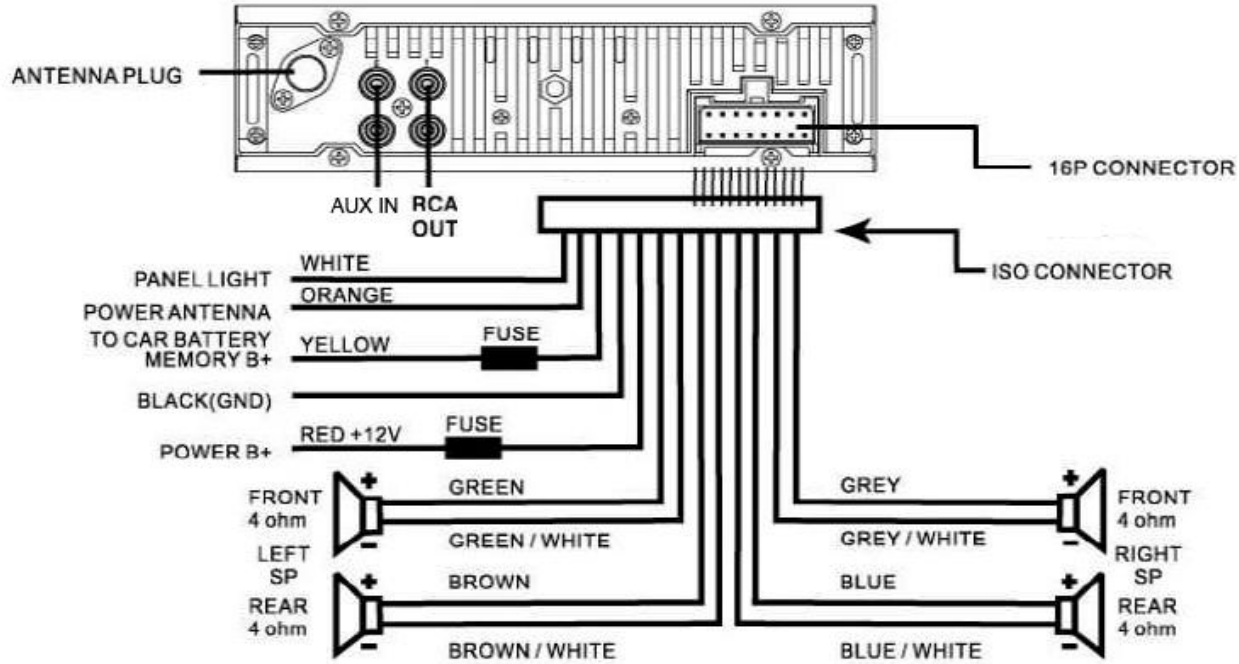 ANTENNA PLUG
16P CONNECTOR
AUX IN
RCA
OUT
ISO CONNECTOR
PANEL LIGHT
WHITE
POWER ANTENNA
ORANGE
TO CAR BATTERY
MEMORY B+
YELLOW
FUSE
BLACK(GND)
POWER B+
RED +12V
FUSE
FRONT
4 ohm
+
-
GREEN
GREEN / WHITE
LEFT
SP
REAR
4 ohm
+
-
BROWN
BROWN / WHITE
GREY
GREY / WHITE
+
-
FRONT
4 ohm
RIGHT
SP
BLUE
BLUE / WHITE
+
-
REAR
4 ohm